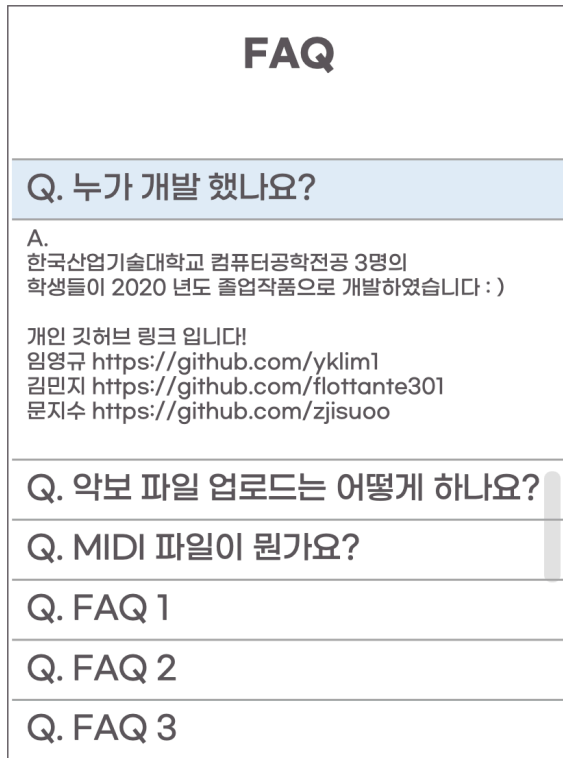 FAQ
Q. 누가 개발 했나요?
A.
한국산업기술대학교 컴퓨터공학전공 3명의
학생들이 2020 년도 졸업작품으로 개발하였습니다 : )
개인 깃허브 링크 입니다!
임영규 https://github.com/yklim1
김민지 https://github.com/flottante301
문지수 https://github.com/zjisuoo
Q. 악보 파일 업로드는 어떻게 하나요?
Q. MIDI 파일이 뭔가요?
Q. FAQ 1
Q. FAQ 2
Q. FAQ 3